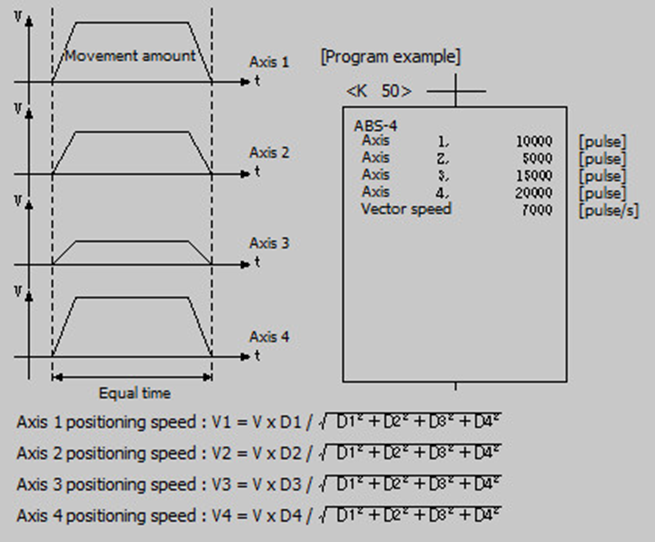 V
Movement amount
Axis 1
t
V
Axis 2
t
V
Axis 3
t
V
Axis 4
t
Equal time
[Program example]
<K 50>
ABS-4
Axis 1, 10000 [pulse]
Axis 2, 5000 [pulse]
Axis 3, 15000 [pulse]
Axis 4, 20000 [pulse]
Vector speed 7000 [pulse/s]
Axis 1 positioning speed : V1 = V x D1 / √ D1² + D2² + D3² + D4²
Axis 2 positioning speed : V2 = V x D2 / √ D1² + D2² + D3² + D4²
Axis 3 positioning speed : V3 = V x D3 / √ D1² + D2² + D3² + D4²
Axis 4 positioning speed : V4 = V x D4 / √ D1² + D2² + D3² + D4²